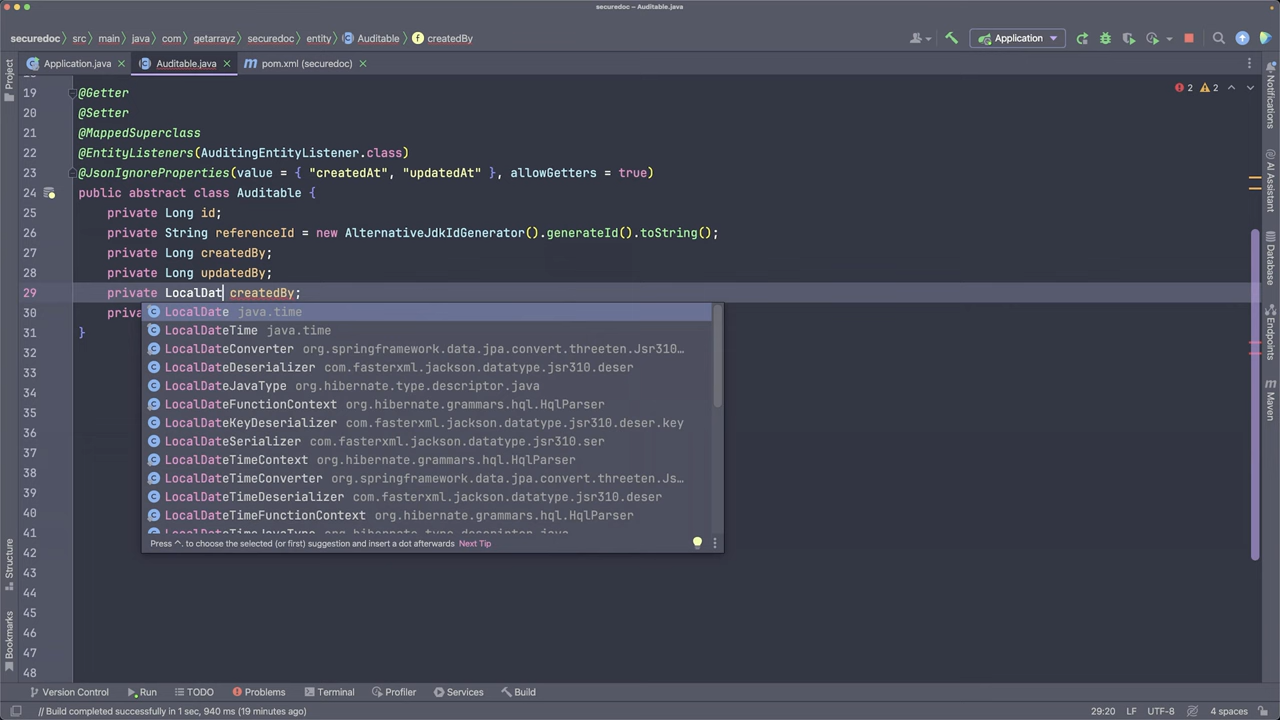 securedoc – Auditable.java
securedoc src main java com getarrayz securedoc entity Auditable createdBy
Application
Application.java Auditable.java pom.xml (securedoc)
Project
Bookmarks
Structure
Notifications
AI Assistant
Database
Endpoints
Maven
2 2
19 @Getter
20 @Setter
21 @MappedSuperclass
22 @EntityListeners(AuditingEntityListener.class)
23 @JsonIgnoreProperties(value = { "createdAt", "updatedAt" }, allowGetters = true)
24 public abstract class Auditable {
25 private Long id;
26 private String referenceId = new AlternativeJdkIdGenerator().generateId().toString();
27 private Long createdBy;
28 private Long updatedBy;
29 private LocalDat createdBy;
30 priva
31 }
32
33
34
35
36
37
38
39
40
41
42
43
44
45
46
47
48
LocalDate java.time
LocalDateTime java.time
LocalDateConverter org.springframework.data.jpa.convert.threeten.Jsr310…
LocalDateDeserializer com.fasterxml.jackson.datatype.jsr310.deser
LocalDateJavaType org.hibernate.type.descriptor.java
LocalDateFunctionContext org.hibernate.grammars.hql.HqlParser
LocalDateKeyDeserializer com.fasterxml.jackson.datatype.jsr310.deser.key
LocalDateSerializer com.fasterxml.jackson.datatype.jsr310.ser
LocalDateTimeContext org.hibernate.grammars.hql.HqlParser
LocalDateTimeConverter org.springframework.data.jpa.convert.threeten.Js…
LocalDateTimeDeserializer com.fasterxml.jackson.datatype.jsr310.deser
LocalDateTimeFunctionContext org.hibernate.grammars.hql.HqlParser
LocalDateTimeJavaType org.hibernate.type.descriptor.java
Press ^. to choose the selected (or first) suggestion and insert a dot afterwards Next Tip
Version Control Run TODO Problems Terminal Profiler Services Build
// Build completed successfully in 1 sec, 940 ms (19 minutes ago) 29:20 LF UTF-8 4 spaces